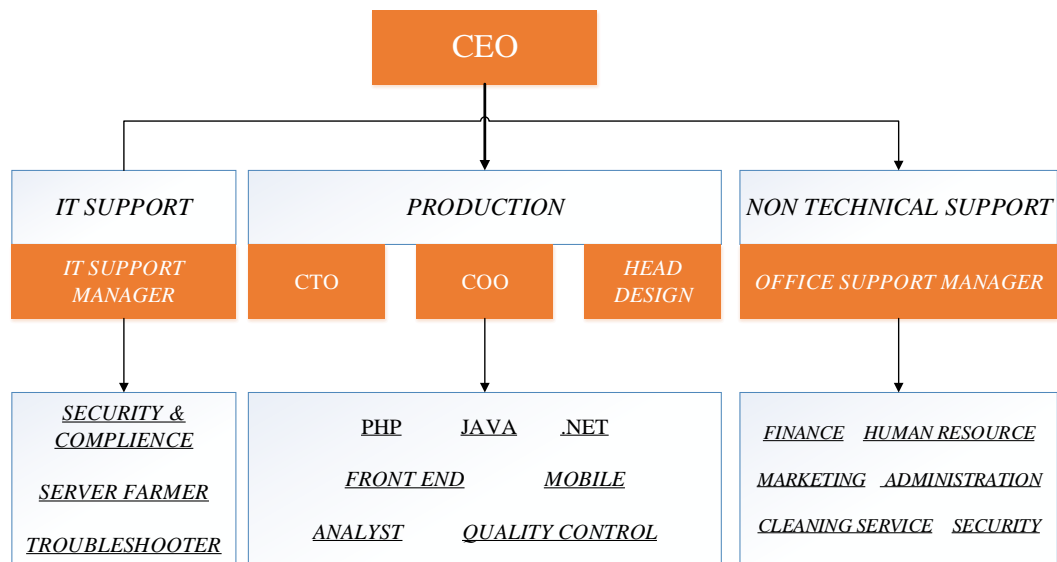 CEO
IT SUPPORT
PRODUCTION
NON TECHNICAL SUPPORT
IT SUPPORT
MANAGER
CTO
COO
HEAD
DESIGN
OFFICE SUPPORT MANAGER
SECURITY &
COMPLIENCE
SERVER FARMER
TROUBLESHOOTER
PHP JAVA .NET
FRONT END MOBILE
ANALYST QUALITY CONTROL
FINANCE HUMAN RESOURCE
MARKETING ADMINISTRATION
CLEANING SERVICE SECURITY